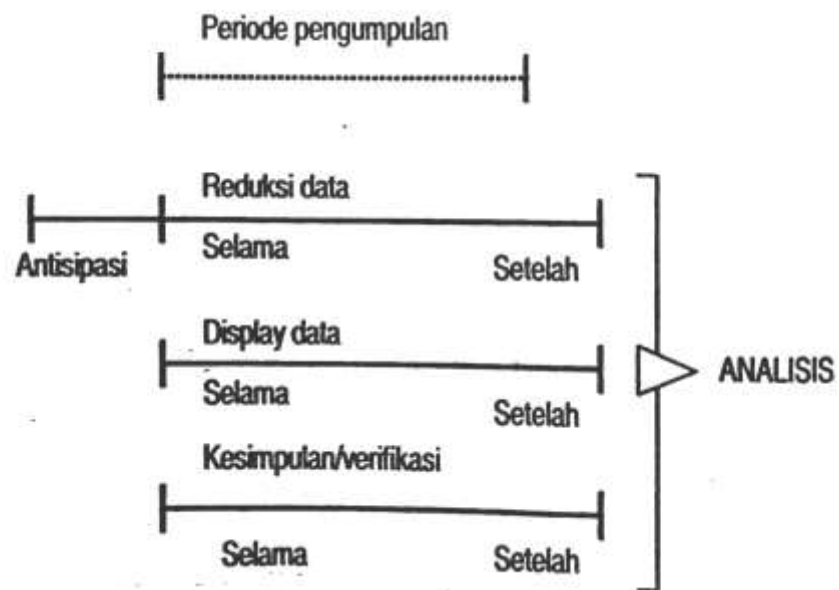 Periode pengumpulan
Reduksi data
Antisipasi
Selama
Setelah
Display data
Selama
Setelah
ANALISIS
Kesimpulan/verifikasi
Selama
Setelah